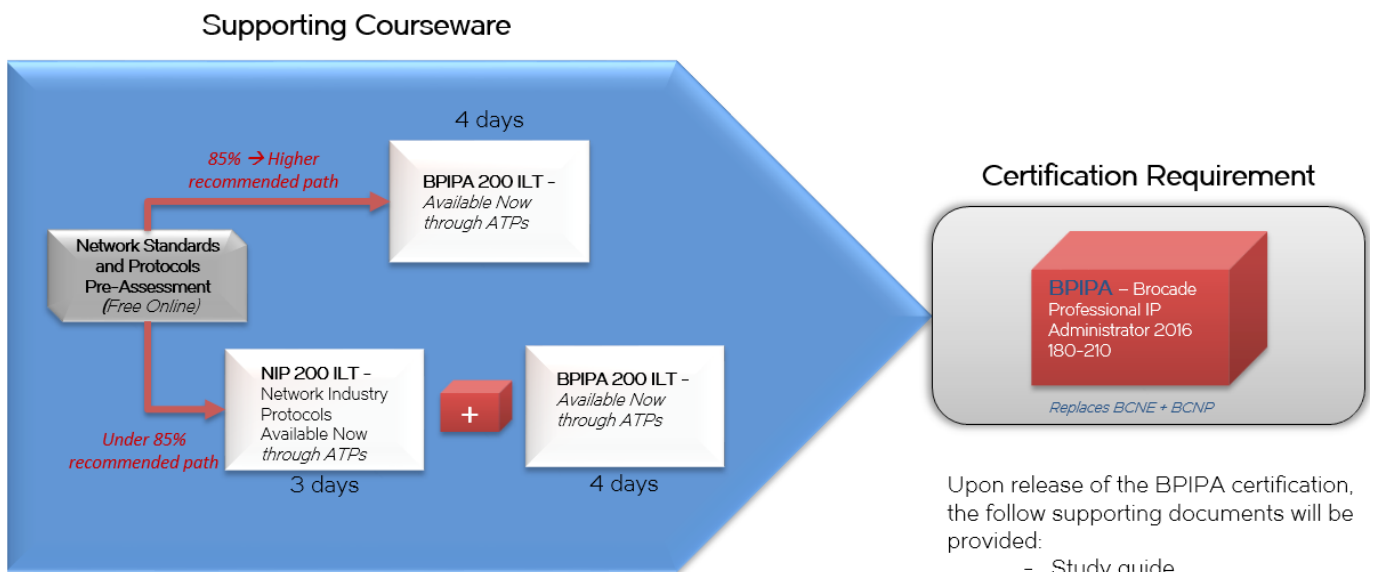 Supporting Courseware
4 days
85% → Higher
recommended path
BPIPA 200 ILT –
Available Now
through ATPs
Network Standards
and Protocols
Pre-Assessment
(Free Online)
NIP 200 ILT –
Network Industry
Protocols
Available Now
through ATPs
+
BPIPA 200 ILT –
Available Now
through ATPs
Under 85%
recommended path
3 days
4 days
Certification Requirement
BPIPA – Brocade
Professional IP
Administrator 2016
180-210
Replaces BCNE + BCNP
Upon release of the BPIPA certification,
the follow supporting documents will be
provided:
- Study guide